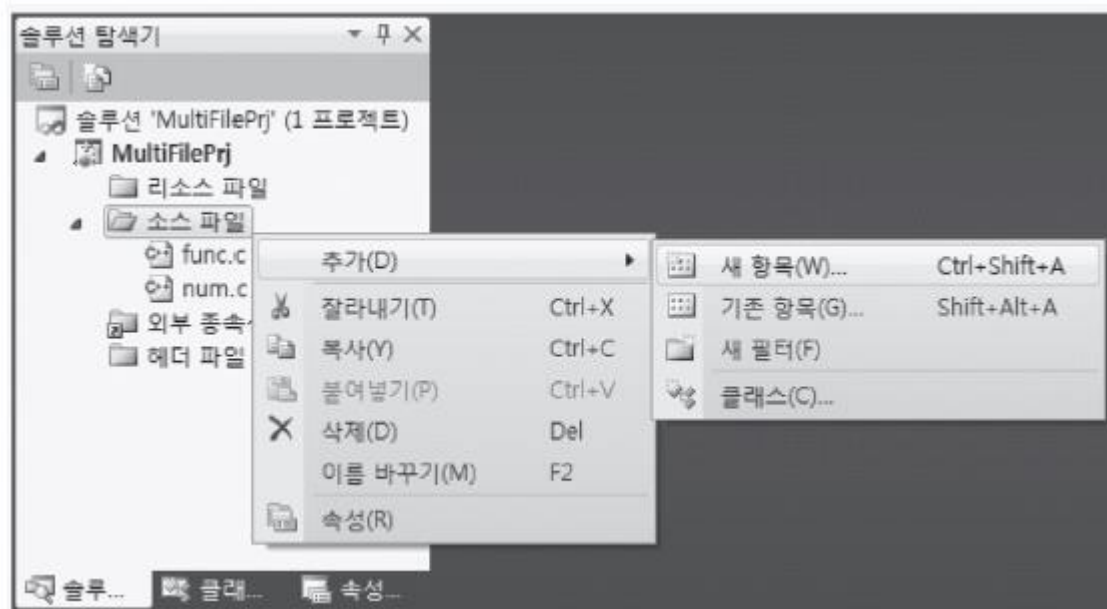 솔루션 탐색기
솔루션 'MultiFilePrj' (1 프로젝트)
MultiFilePrj
리소스 파일
소스 파일
func.c
num.c
외부 종속
헤더 파일
추가(D)
잘라내기(T) Ctrl+X
복사(Y) Ctrl+C
붙여넣기(P) Ctrl+V
삭제(D) Del
이름 바꾸기(M) F2
속성(R)
새 항목(W)... Ctrl+Shift+A
기존 항목(G)... Shift+Alt+A
새 필터(F)
클래스(C)...
솔루... 클래... 속성...